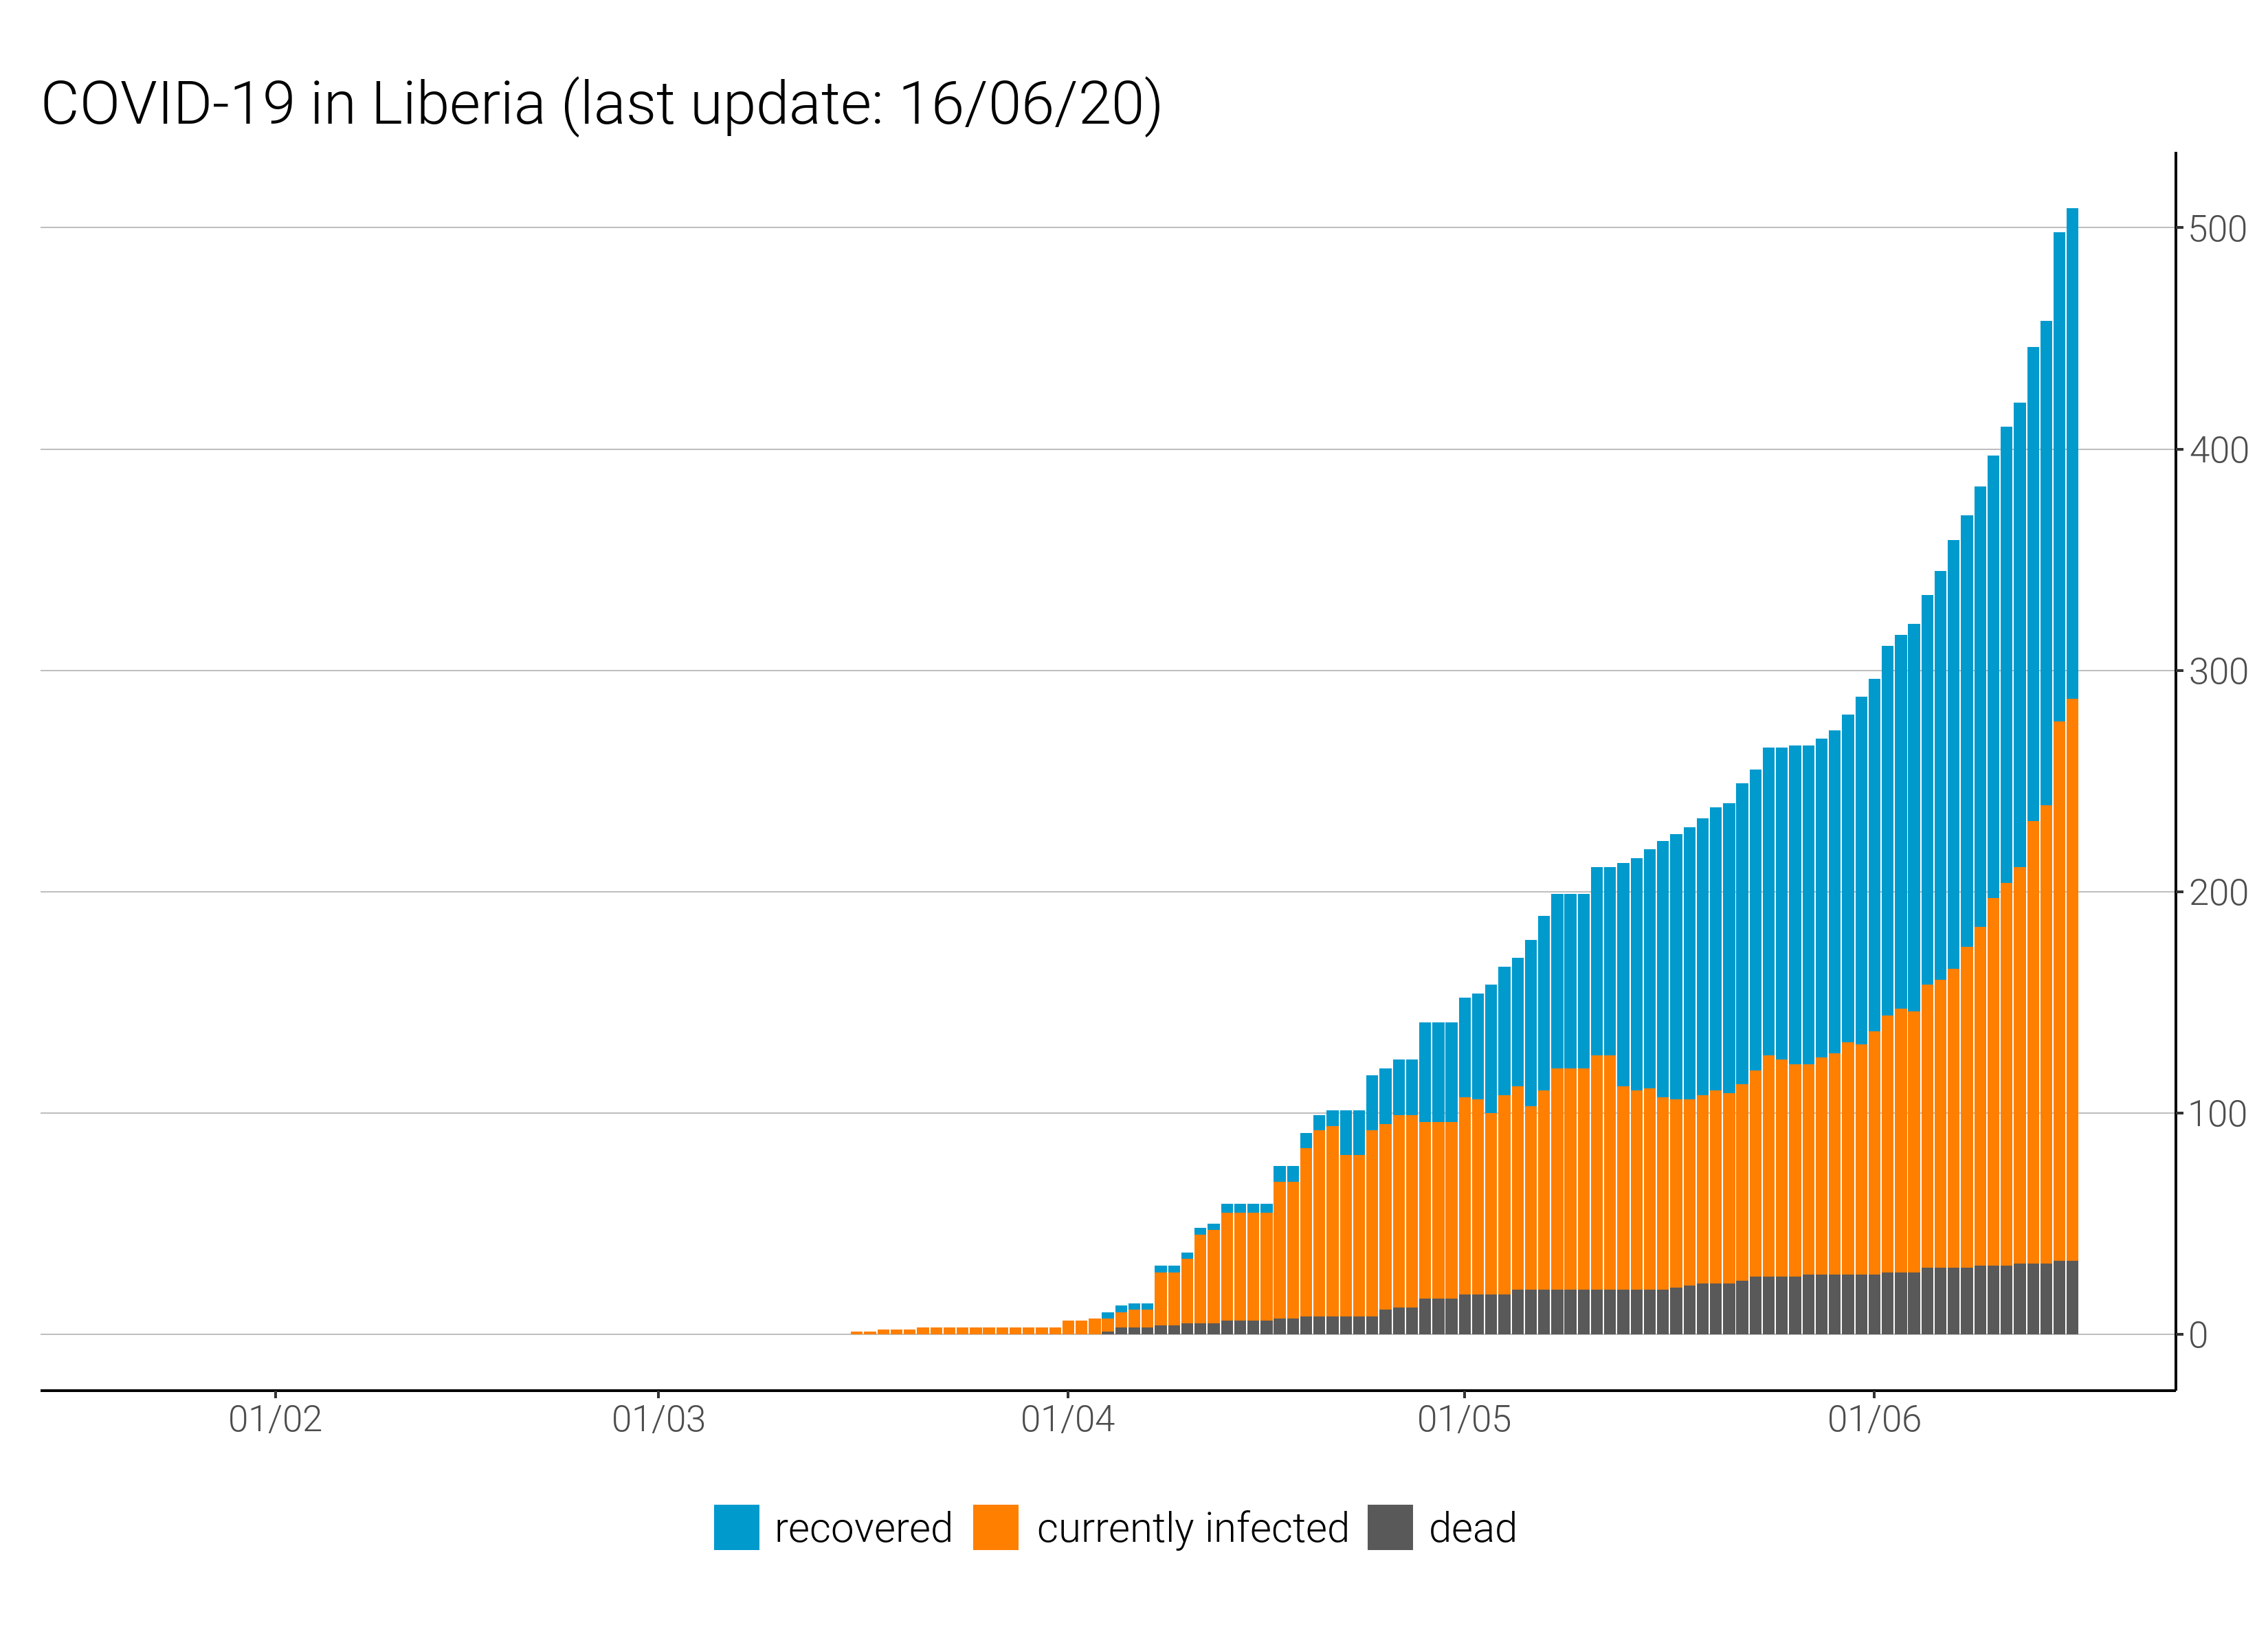 COVID-19 in Liberia (last update: 16/06/20)
500
400
300
200
100
0
01/02 01/03 01/04 01/05 01/06
recovered currently infected dead